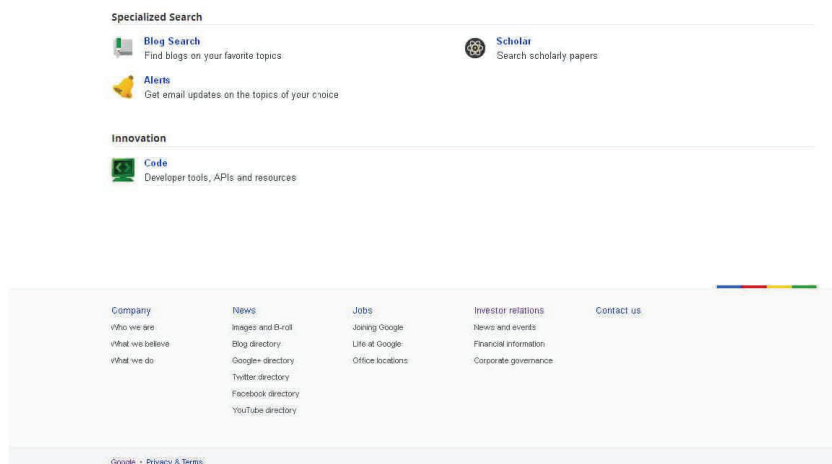 Specialized Search
Blog Search
Find blogs on your favorite topics
Scholar
Search scholarly papers
Alerts
Get email updates on the topics of your choice
Innovation
Code
Developer tools, APIs and resources
Company
Who we are
What we believe
What we do
News
Images and B-roll
Blog directory
Google+ directory
Twitter directory
Facebook directory
YouTube directory
Jobs
Joining Google
Life at Google
Office locations
Investor relations
News and events
Financial information
Corporate governance
Contact us
Google - Privacy & Terms